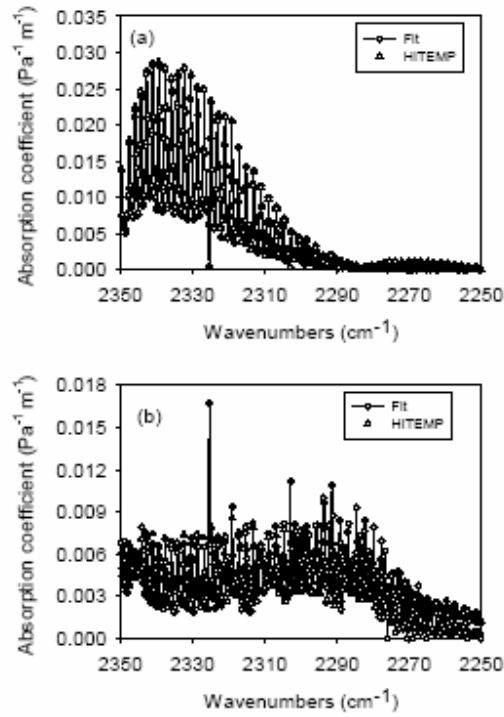 (a)
Fit
HITEMP
Absorption coefficient (Pa⁻¹ m⁻¹)
0.035
0.030
0.025
0.020
0.015
0.010
0.005
0.000
2350 2330 2310 2290 2270 2250
Wavenumbers (cm⁻¹)
(b)
Fit
HITEMP
Absorption coefficient (Pa⁻¹ m⁻¹)
0.018
0.015
0.012
0.009
0.006
0.003
0.000
2350 2330 2310 2290 2270 2250
Wavenumbers (cm⁻¹)